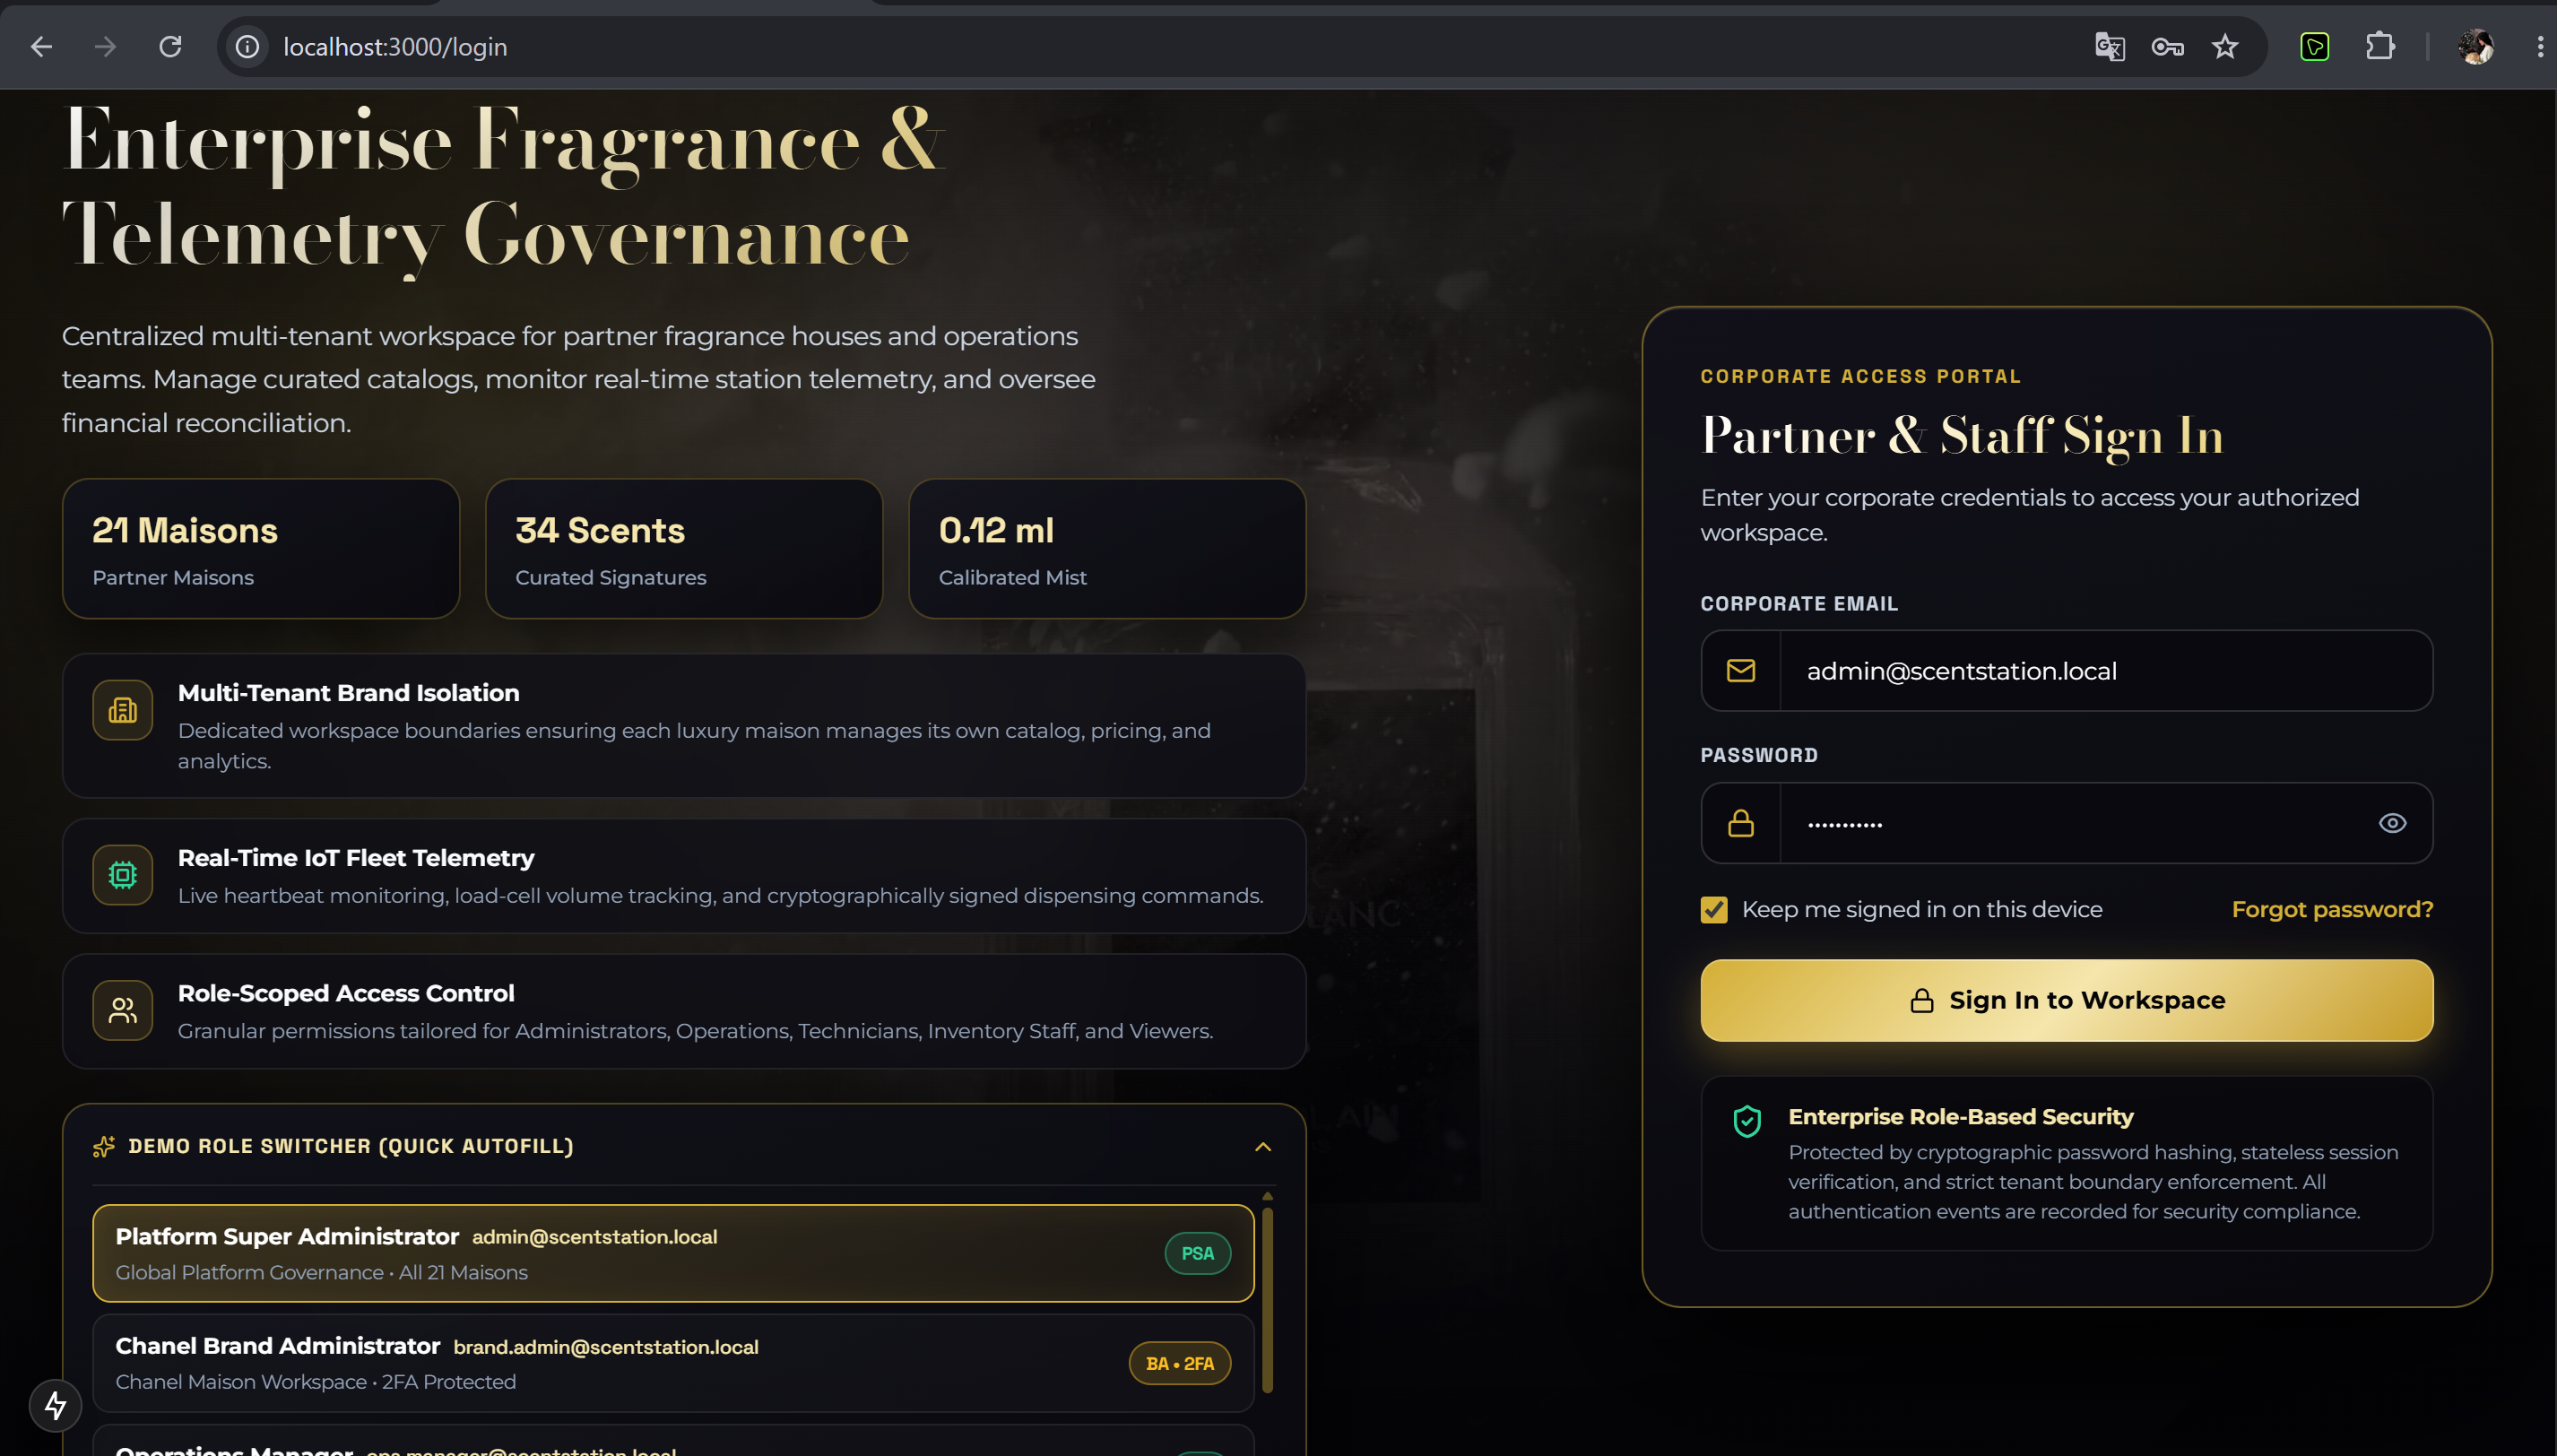 localhost:3000/login
Enterprise Fragrance &
Telemetry Governance
Centralized multi-tenant workspace for partner fragrance houses and operations
teams. Manage curated catalogs, monitor real-time station telemetry, and oversee
financial reconciliation.
21 Maisons
Partner Maisons
34 Scents
Curated Signatures
0.12 ml
Calibrated Mist
Multi-Tenant Brand Isolation
Dedicated workspace boundaries ensuring each luxury maison manages its own catalog, pricing, and
analytics.
Real-Time IoT Fleet Telemetry
Live heartbeat monitoring, load-cell volume tracking, and cryptographically signed dispensing commands.
Role-Scoped Access Control
Granular permissions tailored for Administrators, Operations, Technicians, Inventory Staff, and Viewers.
DEMO ROLE SWITCHER (QUICK AUTOFILL)
Platform Super Administrator admin@scentstation.local
Global Platform Governance • All 21 Maisons
PSA
Chanel Brand Administrator brand.admin@scentstation.local
Chanel Maison Workspace • 2FA Protected
BA • 2FA
Operations Manager ops.manager@scentstation.local
CORPORATE ACCESS PORTAL
Partner & Staff Sign In
Enter your corporate credentials to access your authorized
workspace.
CORPORATE EMAIL
admin@scentstation.local
PASSWORD
•••••••••••
Keep me signed in on this device
Forgot password?
Sign In to Workspace
Enterprise Role-Based Security
Protected by cryptographic password hashing, stateless session
verification, and strict tenant boundary enforcement. All
authentication events are recorded for security compliance.